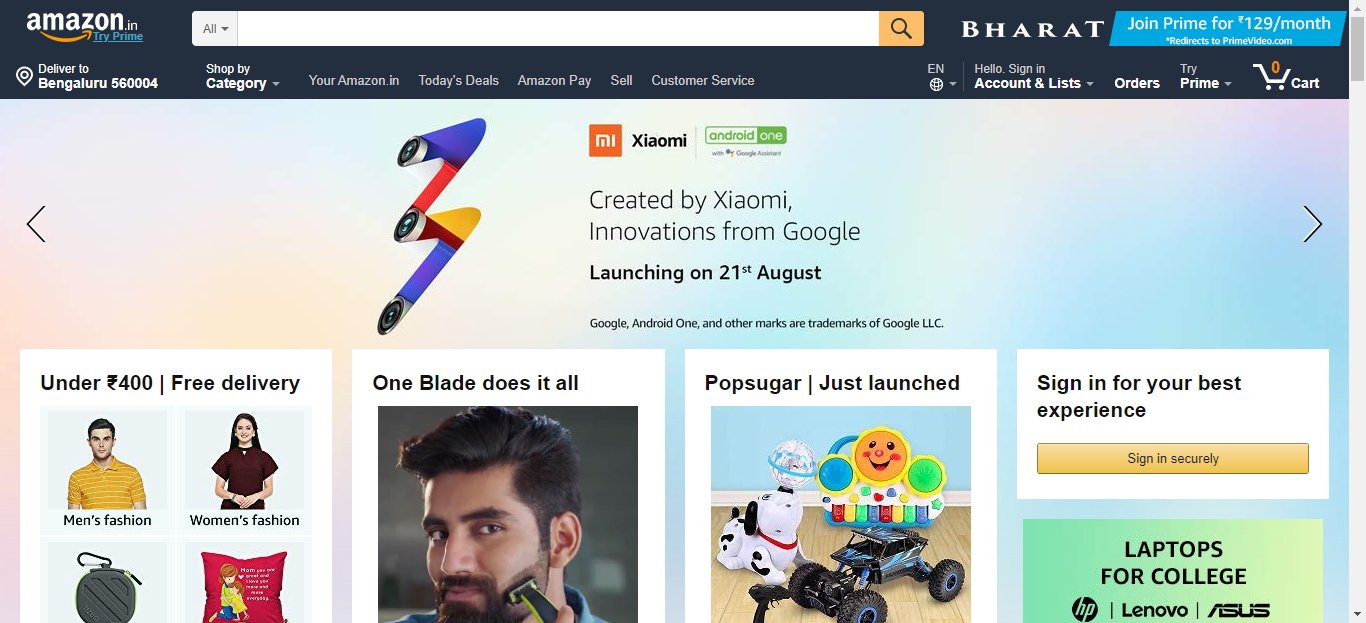 amazon.in
Try Prime
All
BHARAT
Join Prime for ₹129/month
*Redirects to PrimeVideo.com
Deliver to
Bengaluru 560004
Shop by
Category
Your Amazon.in
Today's Deals
Amazon Pay
Sell
Customer Service
EN
Hello. Sign in
Account & Lists
Orders
Try
Prime
0
Cart
mi
Xiaomi
android one
with Google Assistant
Created by Xiaomi,
Innovations from Google
Launching on 21st August
Google, Android One, and other marks are trademarks of Google LLC.
Under ₹400 | Free delivery
Men's fashion
Women's fashion
Mom you are
great and
I love you
more and
more
everyday.
One Blade does it all
Popsugar | Just launched
Sign in for your best
experience
Sign in securely
LAPTOPS
FOR COLLEGE
hp | Lenovo | ASUS